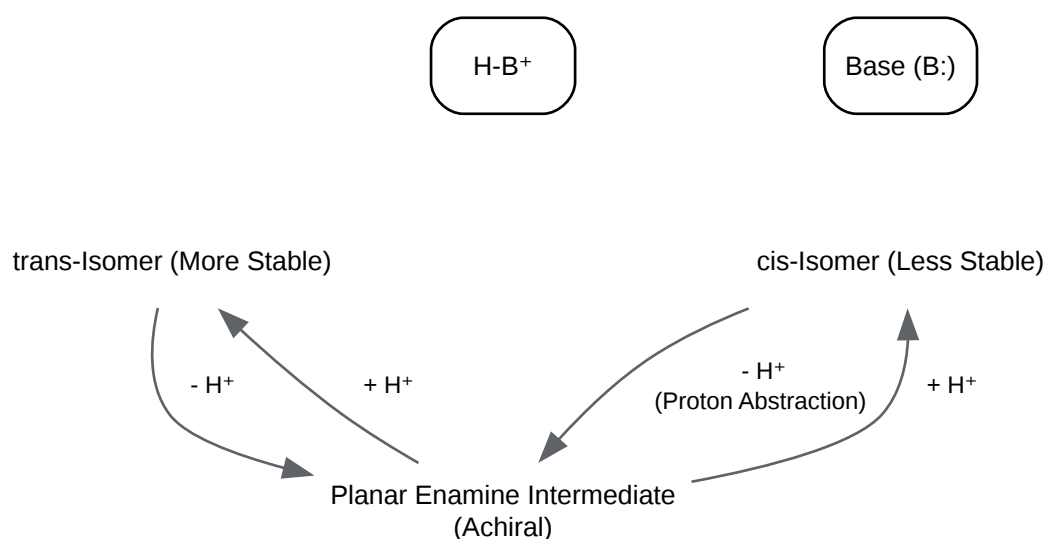 H-B⁺
Base (B:)
trans-Isomer (More Stable)
cis-Isomer (Less Stable)
- H⁺
+ H⁺
- H⁺
(Proton Abstraction)
+ H⁺
Planar Enamine Intermediate
(Achiral)